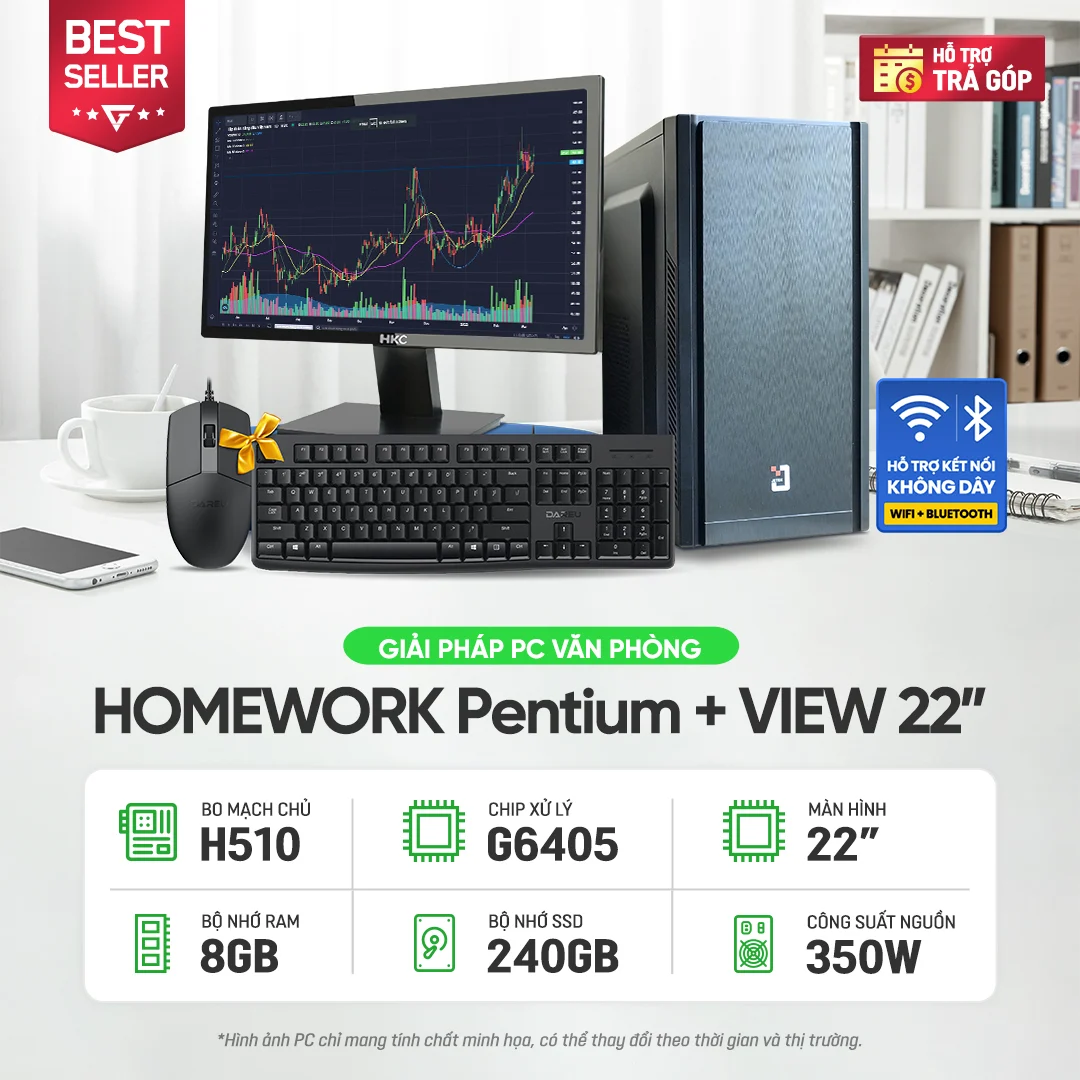 BEST
SELLER
HỖ TRỢ
TRẢ GÓP
HKC
DAREU
HỖ TRỢ KẾT NỐI
KHÔNG DÂY
WIFI + BLUETOOTH
GIẢI PHÁP PC VĂN PHÒNG
HOMEWORK Pentium + VIEW 22"
BO MẠCH CHỦ
H510
CHIP XỬ LÝ
G6405
MÀN HÌNH
22"
BỘ NHỚ RAM
8GB
BỘ NHỚ SSD
240GB
CÔNG SUẤT NGUỒN
350W
*Hình ảnh PC chỉ mang tính chất minh họa, có thể thay đổi theo thời gian và thị trường.